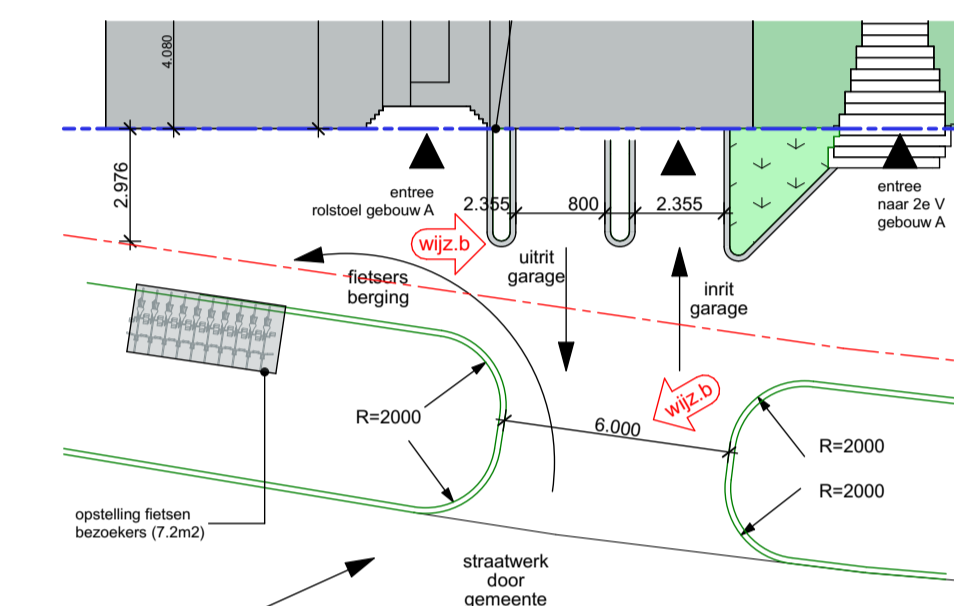 4.080
2.976
entree
rolstoel gebouw A
2.355
800
2.355
entree
naar 2e V
gebouw A
wijz.b
uitrit
garage
fietsers
berging
inrit
garage
wijz.b
R=2000
6.000
R=2000
R=2000
opstelling fietsen
bezoekers (7.2m2)
straatwerk
door
gemeente